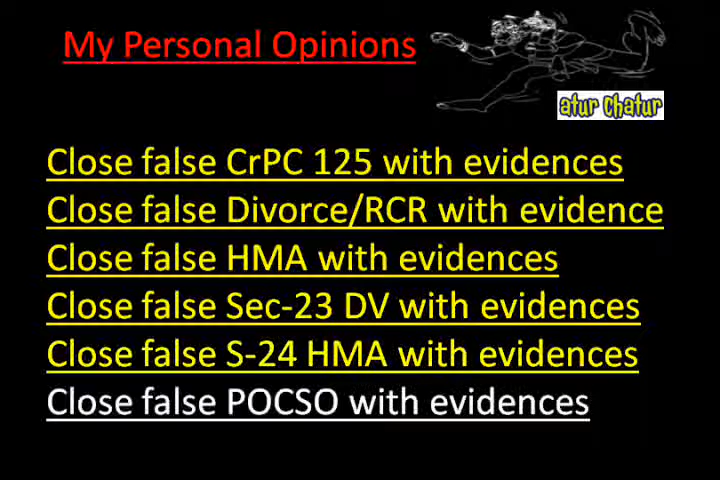 My Personal Opinions
atur Chatur
Close false CrPC 125 with evidences
Close false Divorce/RCR with evidence
Close false HMA with evidences
Close false Sec-23 DV with evidences
Close false S-24 HMA with evidences
Close false POCSO with evidences